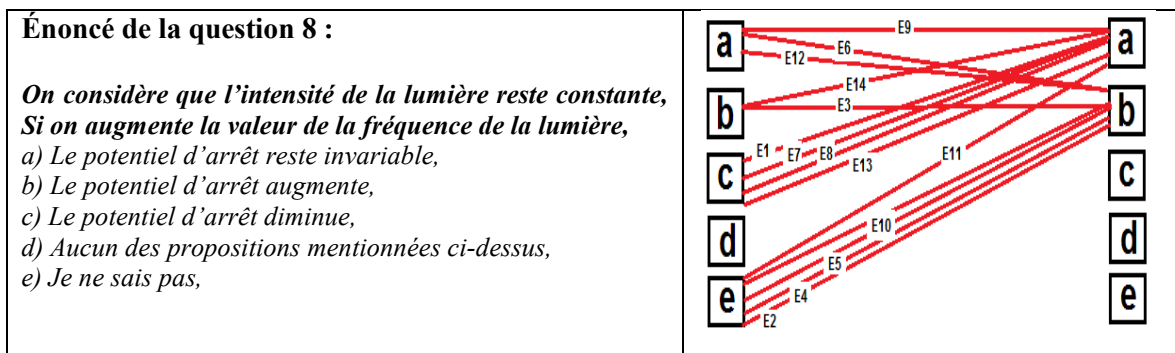 Énoncé de la question 8 :
On considère que l'intensité de la lumière reste constante,
Si on augmente la valeur de la fréquence de la lumière,
a) Le potentiel d'arrêt reste invariable,
b) Le potentiel d'arrêt augmente,
c) Le potentiel d'arrêt diminue,
d) Aucun des propositions mentionnées ci-dessus,
e) Je ne sais pas,
a
E9
a
E6
E12
E14
b
E3
b
E1
E7
E8
E13
E11
c
c
d
E10
d
E5
e
E4
e
E2